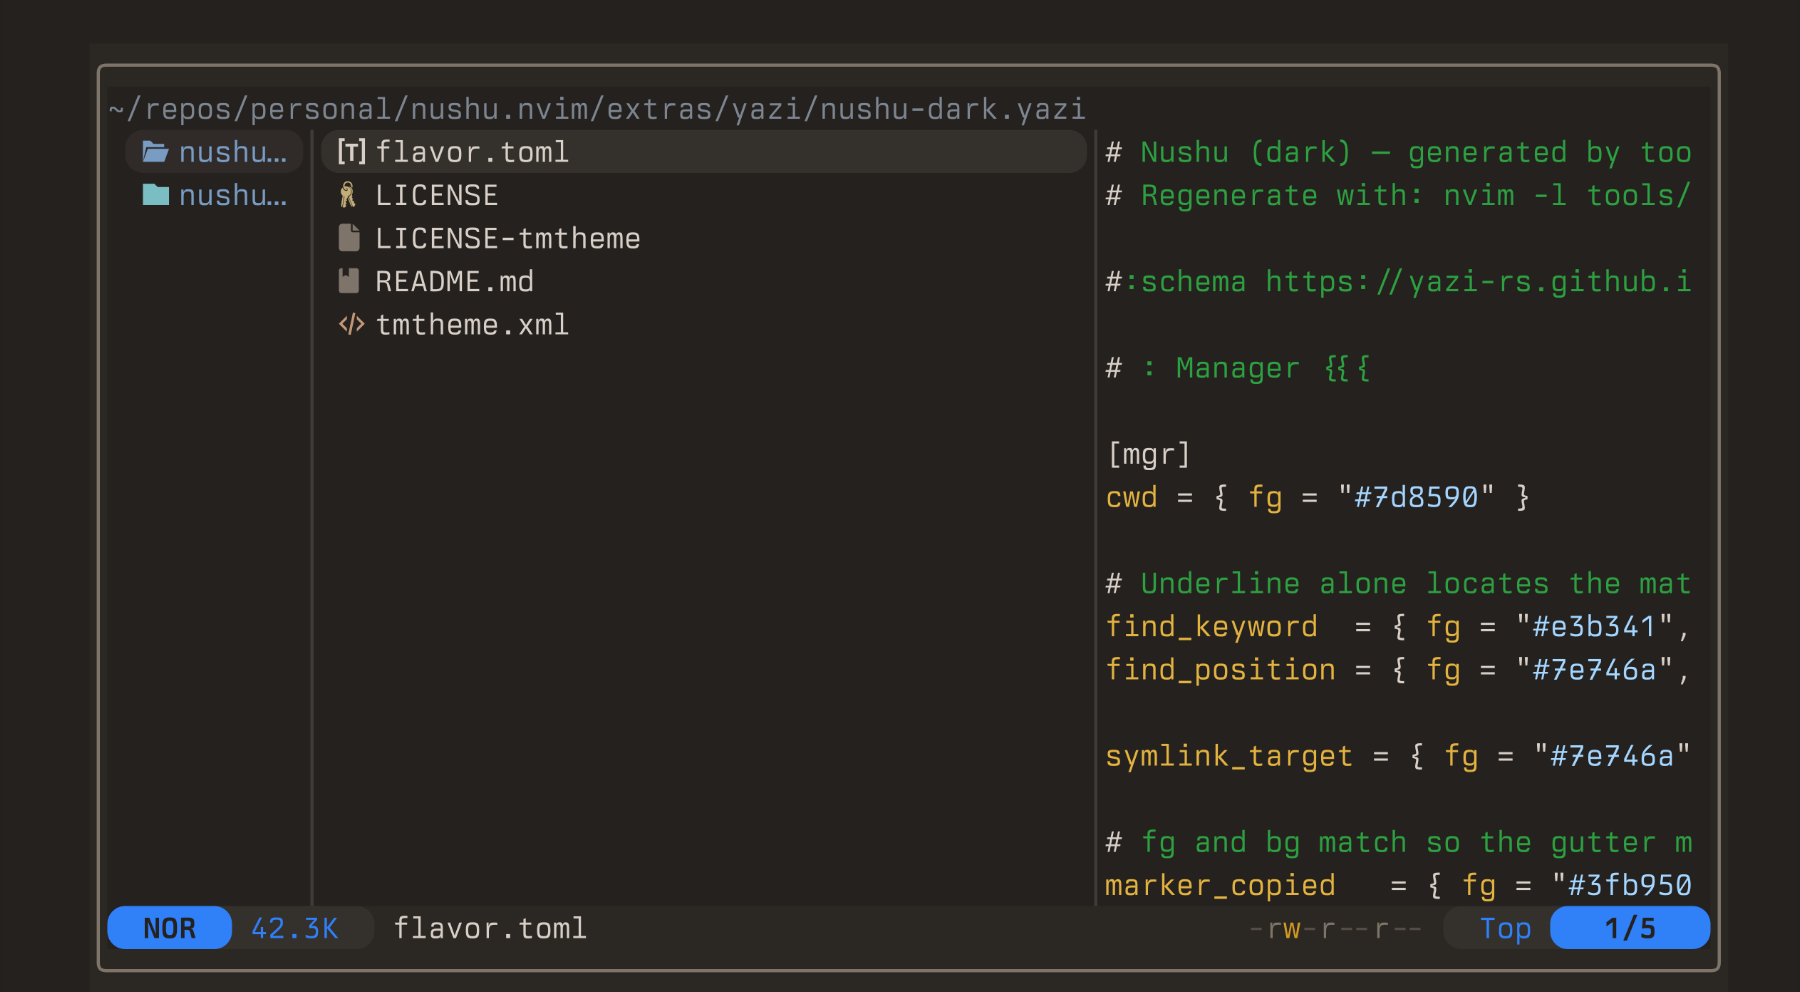 ~/repos/personal/nushu.nvim/extras/yazi/nushu-dark.yazi
nushu…
nushu…
[T] flavor.toml
LICENSE
LICENSE-tmtheme
README.md
</> tmtheme.xml
# Nushu (dark) — generated by too
# Regenerate with: nvim -l tools/
#:schema https://yazi-rs.github.i
# : Manager {{{
[mgr]
cwd = { fg = "#7d8590" }
# Underline alone locates the mat
find_keyword  = { fg = "#e3b341",
find_position = { fg = "#7e746a",
symlink_target = { fg = "#7e746a"
# fg and bg match so the gutter m
marker_copied   = { fg = "#3fb950
NOR 42.3K flavor.toml -rw-r--r-- Top 1/5